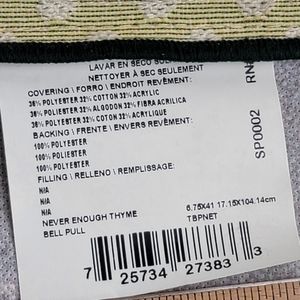 LAVAR EN SECO SOL
NETTOYER À SEC SEULEMENT
COVERING \ FORRO \ ENDROIT REVÊMENT:
36% POLYESTER 32% COTTON 32% ACRYLIC
36% POLIESTER 32% ALGODON 32% FIBRA ACRILICA
36% POLYESTER 32% COTON 32% ACRYLIQUE
BACKING \ FRENTE \ ENVERS REVÊMENT:
100% POLYESTER
100% POLIESTER
100% POLYESTER
FILLING \ RELLENO \ REMPLISSAGE:
N/A
N/A
N/A
NEVER ENOUGH THYME
BELL PULL
6.75X41 17.15X104.14cm
TBPNET
7 25734 27383 3
SP0002
RN#